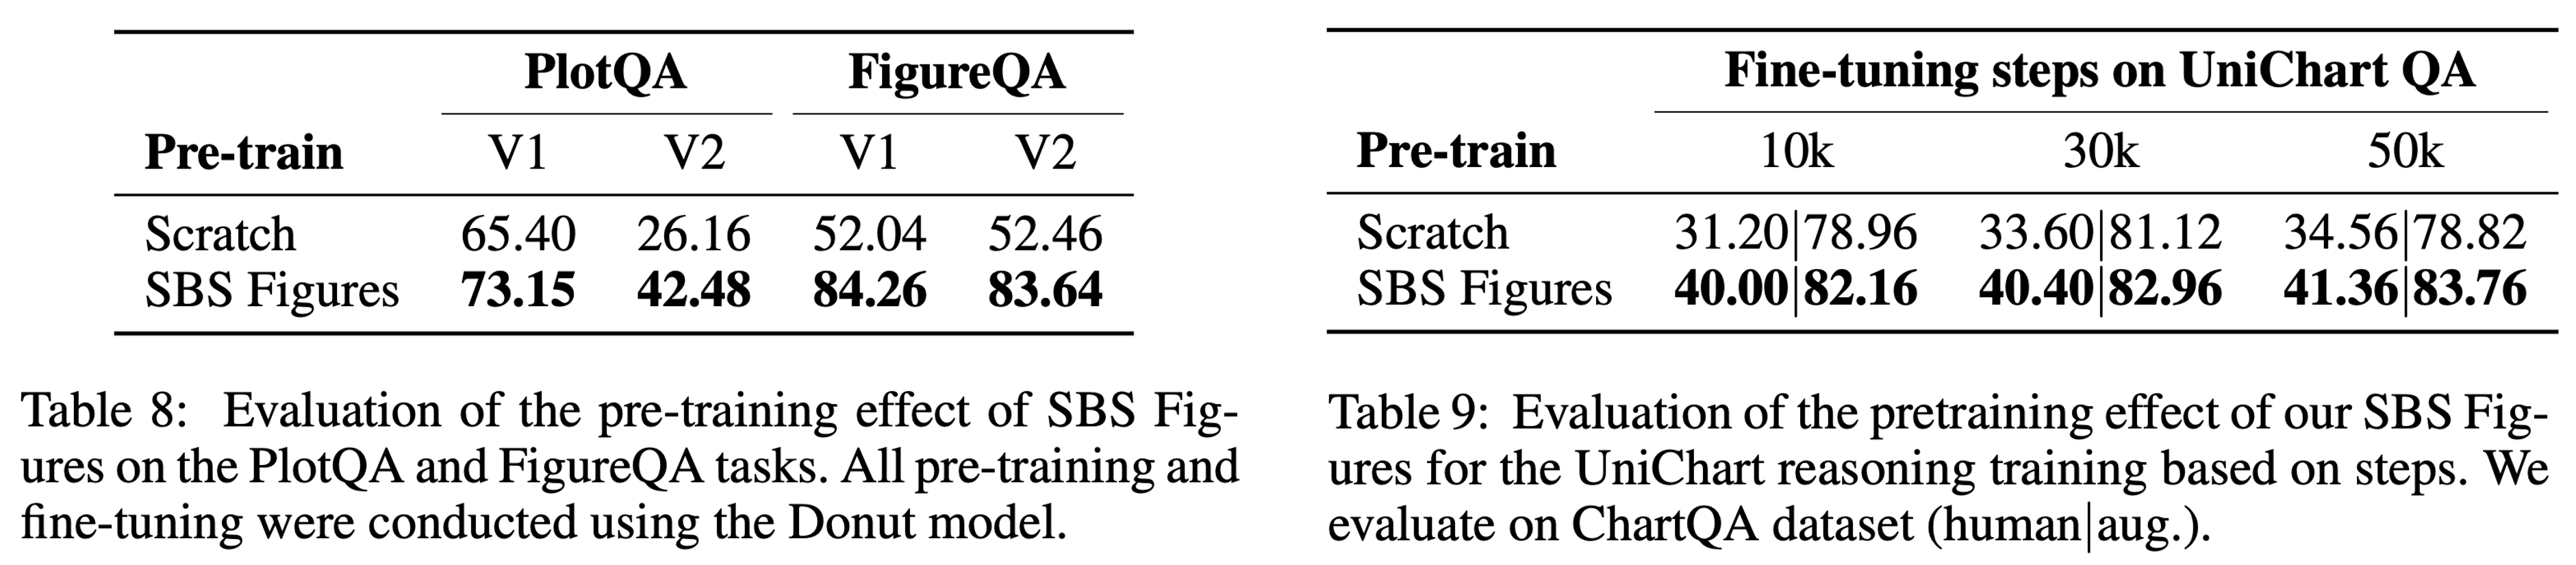 PlotQA FigureQA
Pre-train V1 V2 V1 V2
Scratch 65.40 26.16 52.04 52.46
SBS Figures 73.15 42.48 84.26 83.64
Table 8: Evaluation of the pre-training effect of SBS Fig-
ures on the PlotQA and FigureQA tasks. All pre-training and
fine-tuning were conducted using the Donut model.
Fine-tuning steps on UniChart QA
Pre-train 10k 30k 50k
Scratch 31.20|78.96 33.60|81.12 34.56|78.82
SBS Figures 40.00|82.16 40.40|82.96 41.36|83.76
Table 9: Evaluation of the pretraining effect of our SBS Fig-
ures for the UniChart reasoning training based on steps. We
evaluate on ChartQA dataset (human|aug.).